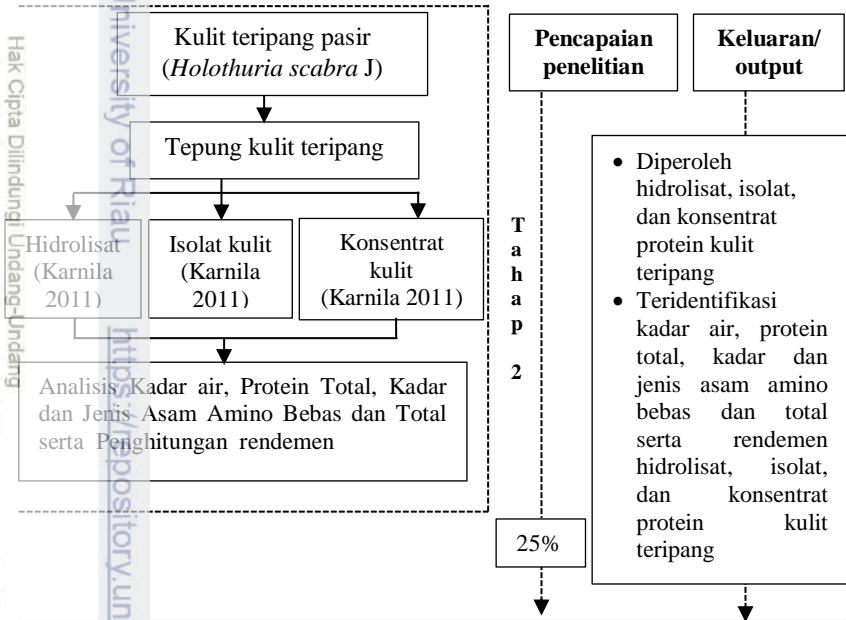 Kulit teripang pasir
(Holothuria scabra J)
Tepung kulit teripang
Hidrolisat
(Karnila
2011)
Isolat kulit
(Karnila
2011)
Konsentrat
kulit
(Karnila 2011)
Analisis Kadar air, Protein Total, Kadar
dan Jenis Asam Amino Bebas dan Total
serta Penghitungan rendemen
Pencapaian
penelitian
Tahap 2
25%
Keluaran/
output
• Diperoleh
hidrolisat, isolat,
dan konsentrat
protein kulit
teripang
• Teridentifikasi
kadar air, protein
total, kadar dan
jenis asam amino
bebas dan total
serta rendemen
hidrolisat, isolat,
dan konsentrat
protein kulit
teripang
Hak Cipta Dilindungi Undang-Undang
University of Riau
https://repository.un